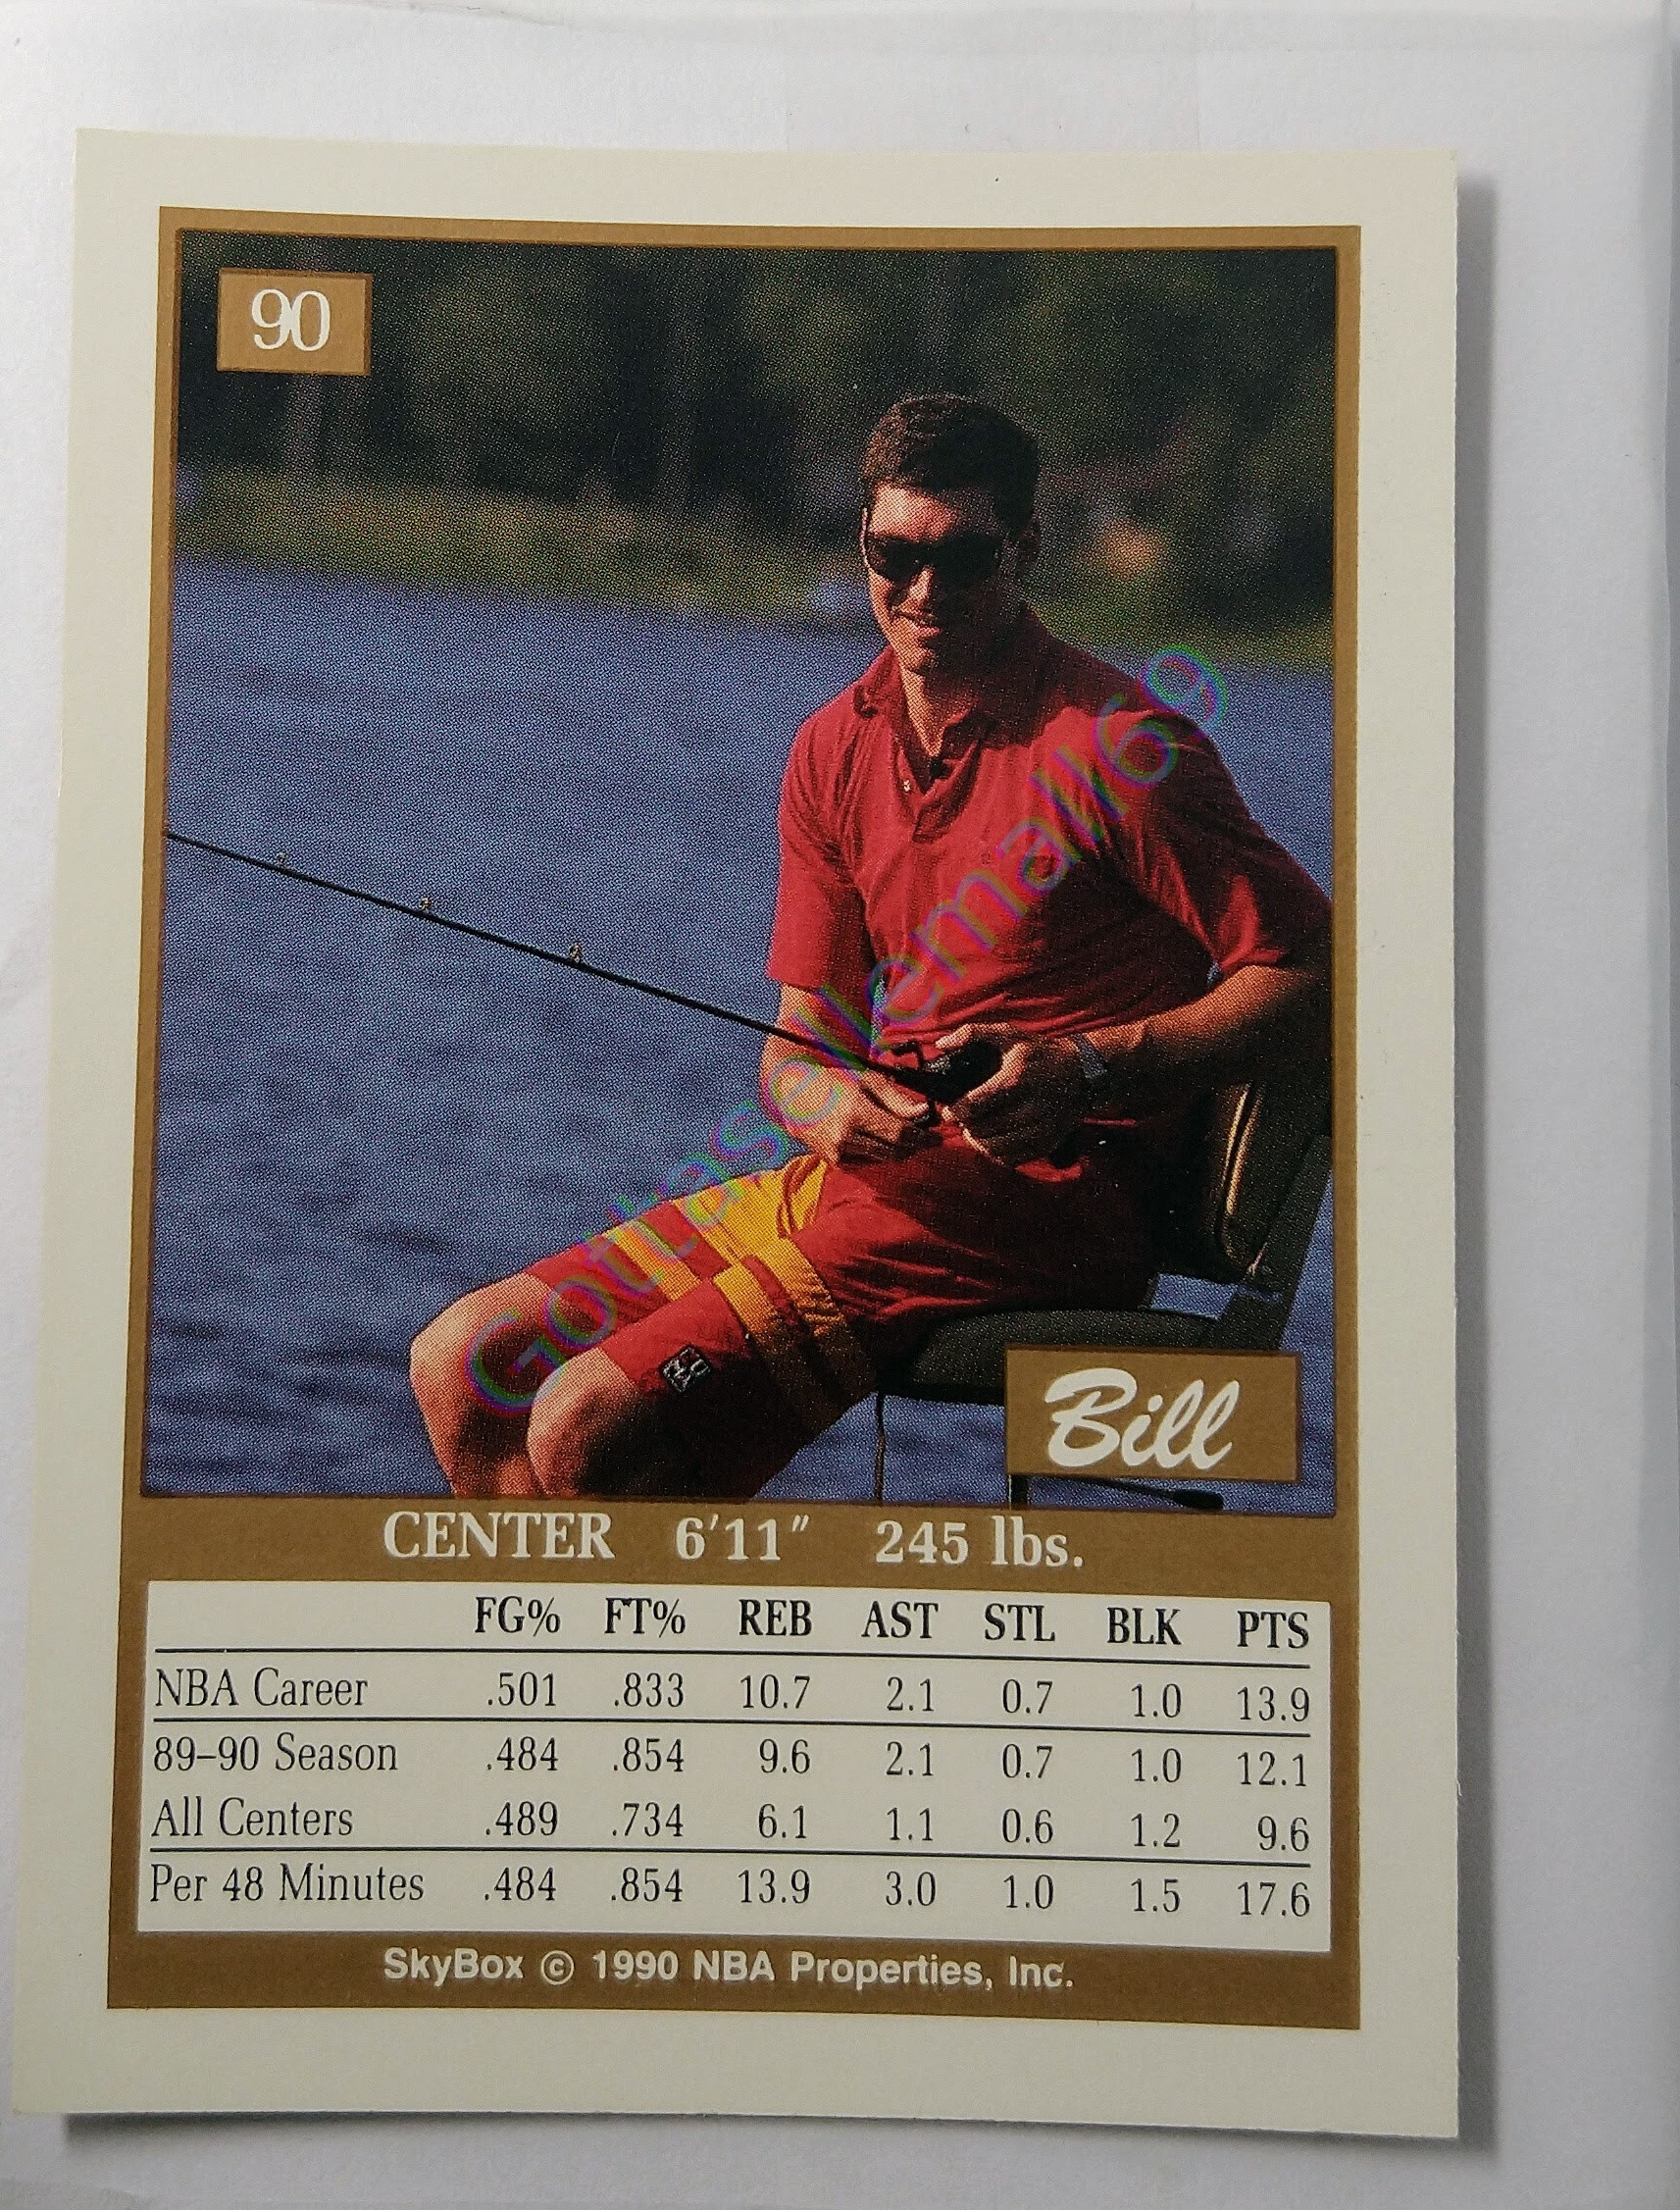 90
Gottasellemall69
Bill
CENTER 6'11" 245 lbs.
FG% FT% REB AST STL BLK PTS
NBA Career .501 .833 10.7 2.1 0.7 1.0 13.9
89–90 Season .484 .854 9.6 2.1 0.7 1.0 12.1
All Centers .489 .734 6.1 1.1 0.6 1.2 9.6
Per 48 Minutes .484 .854 13.9 3.0 1.0 1.5 17.6
SkyBox © 1990 NBA Properties, Inc.